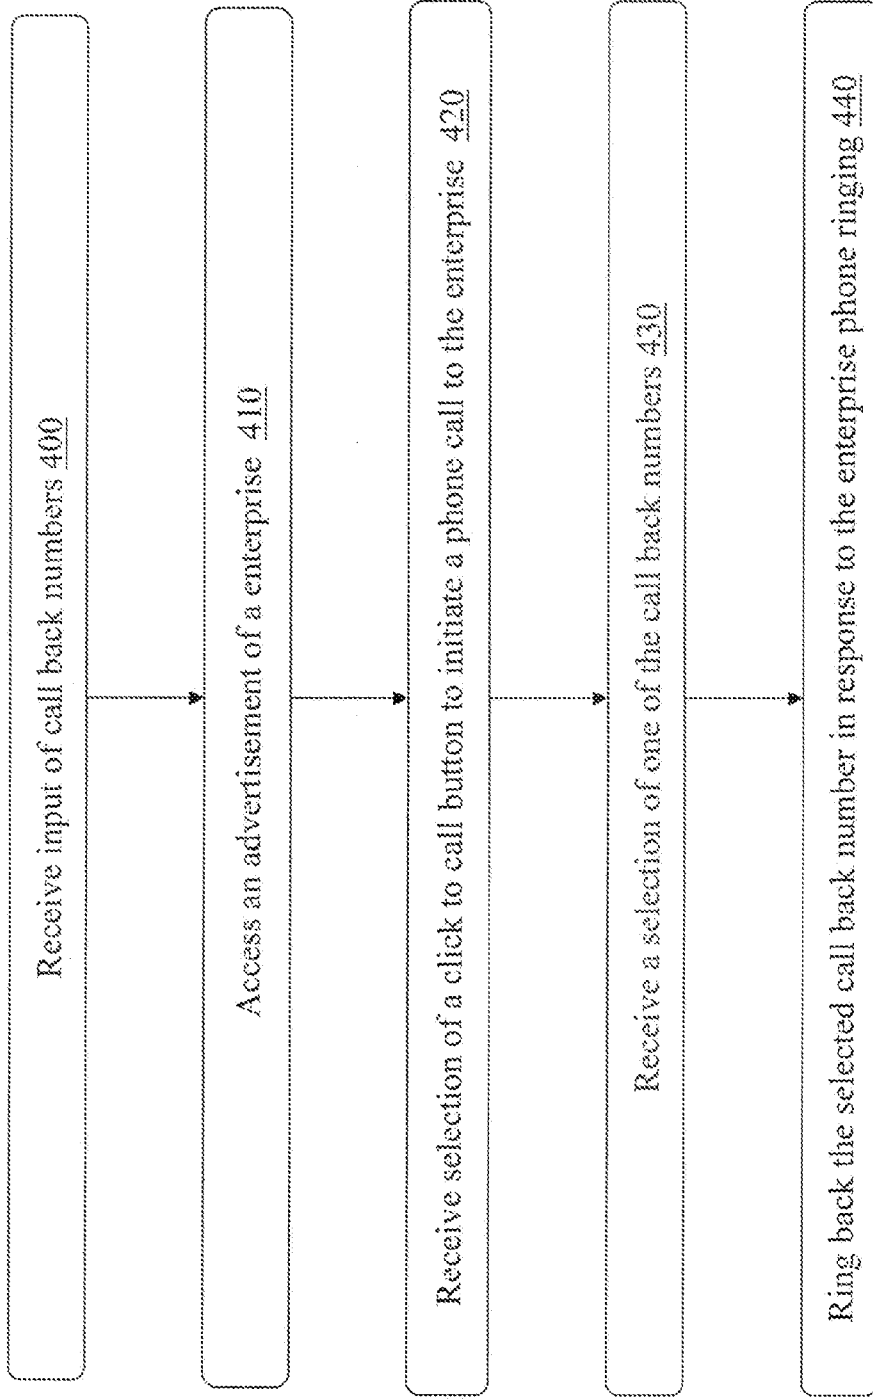 Receive input of call back numbers 400
Access an advertisement of a enterprise 410
Receive selection of a click to call button to initiate a phone call to the enterprise 420
Receive a selection of one of the call back numbers 430
Ring back the selected call back number in response to the enterprise phone ringing 440